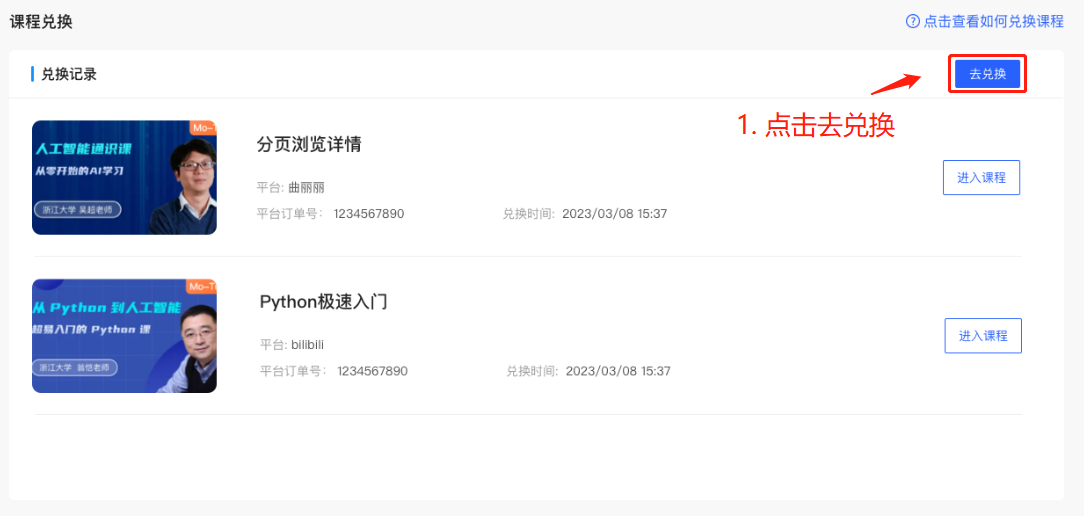 课程兑换
点击查看如何兑换课程
兑换记录
去兑换
1. 点击去兑换
人工智能通识课
从零开始的AI学习
浙江大学 吴超老师
分页浏览详情
平台: 曲丽丽
平台订单号: 1234567890
兑换时间: 2023/03/08 15:37
进入课程
从 Python 到人工智能
超易入门的 Python 课
浙江大学 翁恺老师
Python极速入门
平台: bilibili
平台订单号: 1234567890
兑换时间: 2023/03/08 15:37
进入课程